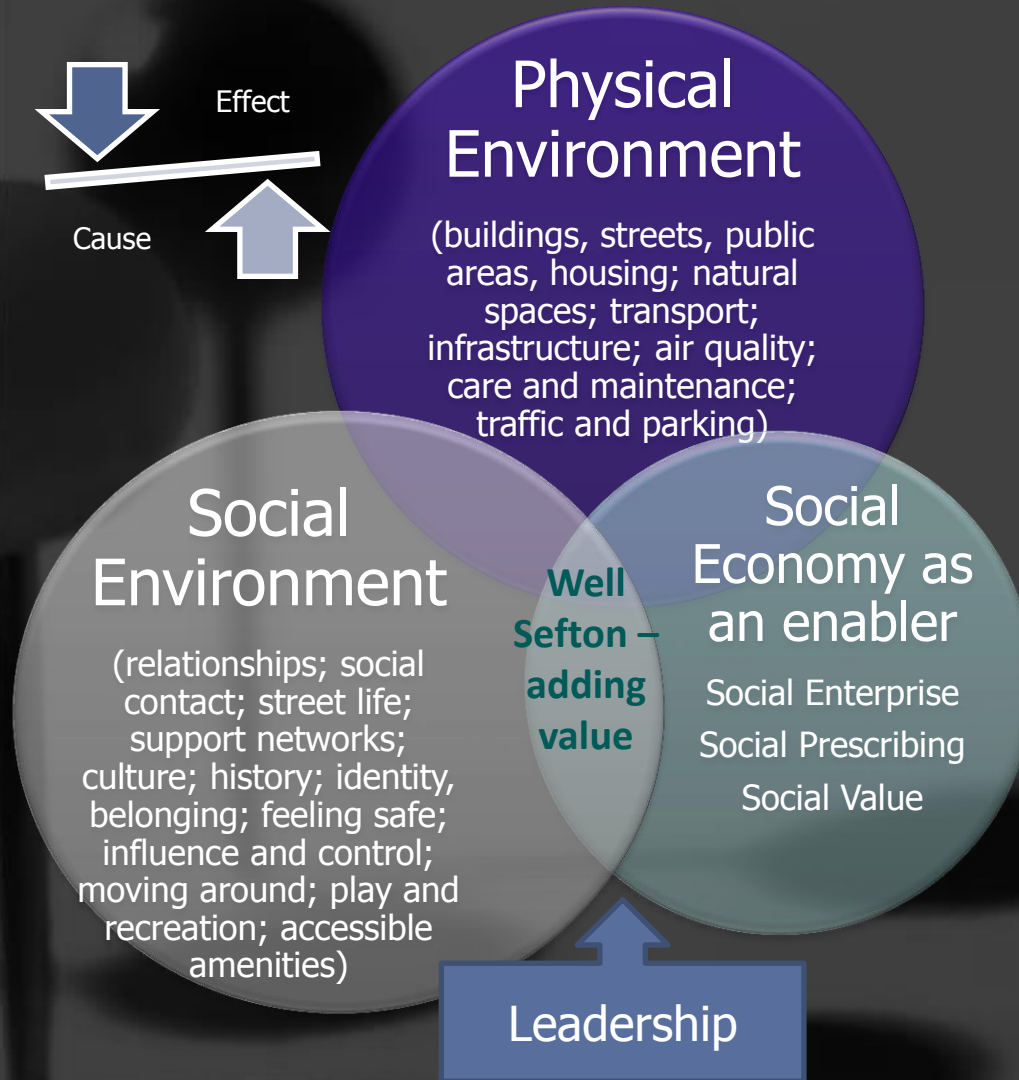 Effect
Cause
Physical
Environment
(buildings, streets, public
areas, housing; natural
spaces; transport;
infrastructure; air quality;
care and maintenance;
traffic and parking)
Social
Environment
(relationships; social
contact; street life;
support networks;
culture; history; identity,
belonging; feeling safe;
influence and control;
moving around; play and
recreation; accessible
amenities)
Well
Sefton –
adding
value
Social
Economy as
an enabler
Social Enterprise
Social Prescribing
Social Value
Leadership